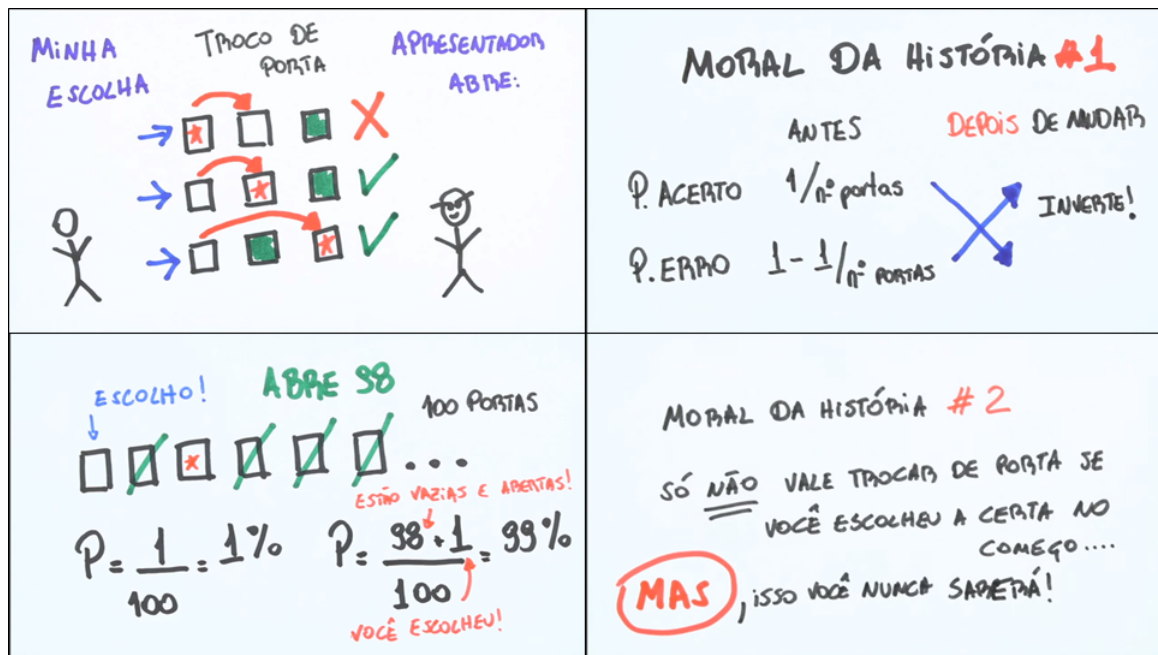 MINHA ESCOLHA
TROCO DE PORTA
APRESENTADOR ABRE:
MORAL DA HISTÓRIA #1
ANTES
DEPOIS DE MUDAR
P. ACERTO 1/nº portas
INVERTE!
P. ERRO 1 - 1/nº PORTAS
ESCOLHO!
ABRE 98
100 PORTAS
...
ESTÃO VAZIAS E ABERTAS!
P = 1/100 = 1%
P = 98 + 1/100 = 99%
VOCÊ ESCOLHEU!
MORAL DA HISTÓRIA #2
SÓ NÃO VALE TROCAR DE PORTA SE
VOCÊ ESCOLHEU A CERTA NO
COMEÇO....
MAS, ISSO VOCÊ NUNCA SABERÁ!